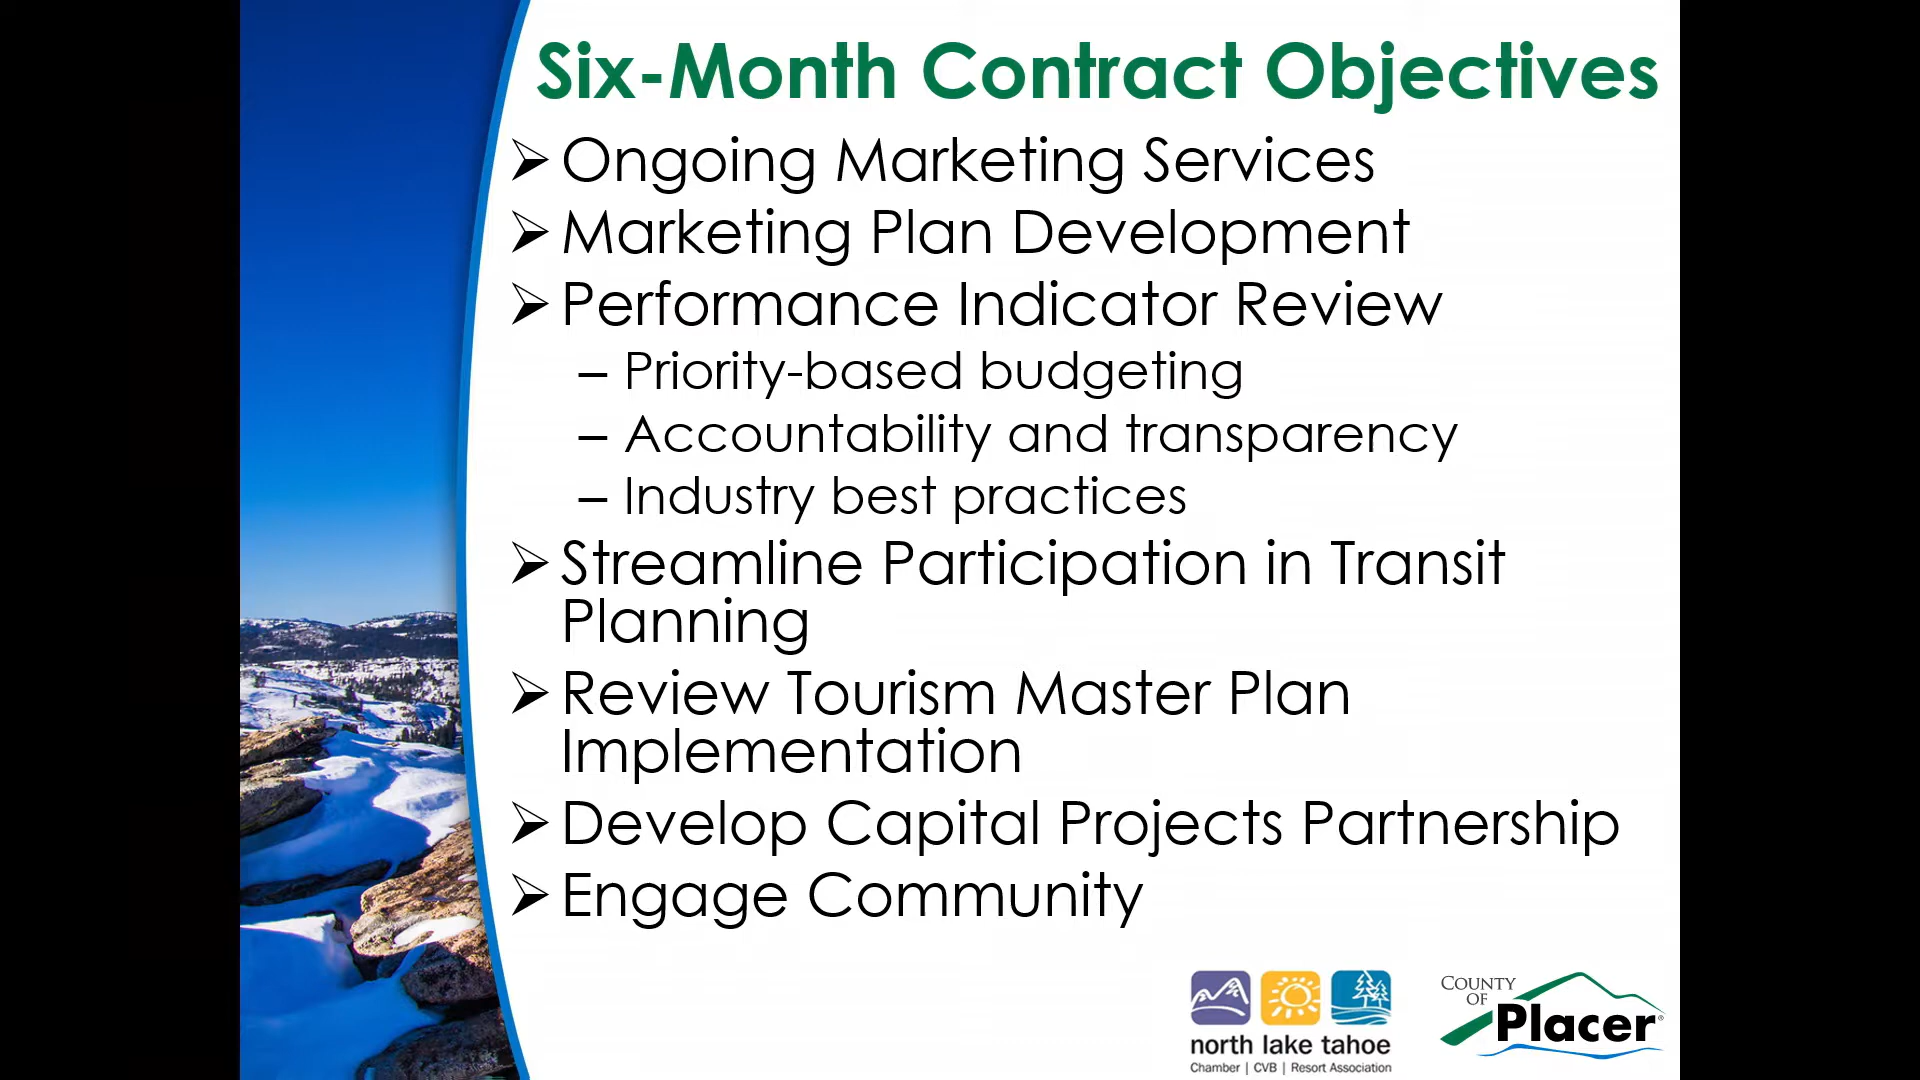 Six-Month Contract Objectives
➢ Ongoing Marketing Services
➢ Marketing Plan Development
➢ Performance Indicator Review
– Priority-based budgeting
– Accountability and transparency
– Industry best practices
➢ Streamline Participation in Transit
Planning
➢ Review Tourism Master Plan
Implementation
➢ Develop Capital Projects Partnership
➢ Engage Community
north lake tahoe
Chamber | CVB | Resort Association
COUNTY
OF
Placer®